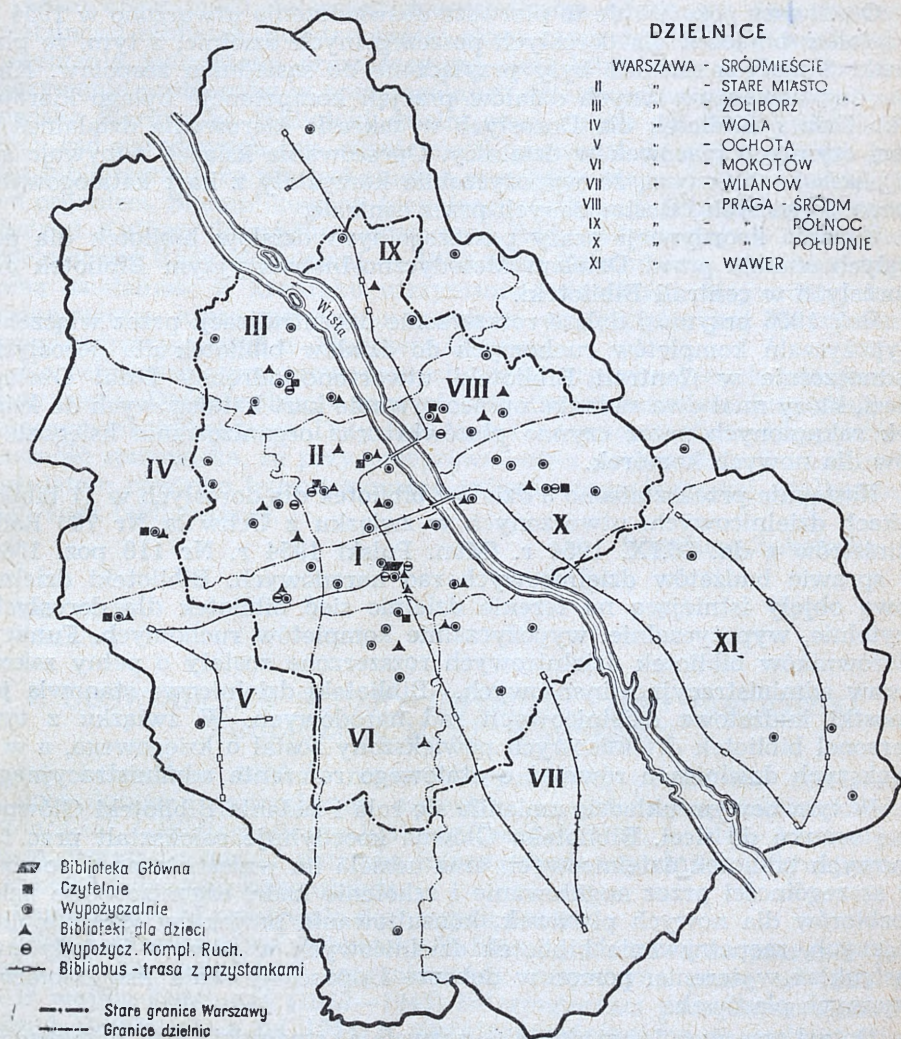 DZIELNICE
WARSZAWA - ŚRÓDMIEŚCIE
II " - STARE MIASTO
III " - ŻOLIBORZ
IV " - WOLA
V " - OCHOTA
VI " - MOKOTÓW
VII " - WILANÓW
VIII " - PRAGA - ŚRÓDM
IX " " PÓŁNOC
X " " POŁUDNIE
XI " - WAWER
IX
Wisła
III
VIII
IV
II
X
I
XI
V
VI
VII
Biblioteka Główna
Czytelnie
Wypożyczalnie
Biblioteki dla dzieci
Wypożycz. Kompl. Ruch.
Bibliobus - trasa z przystankami
Stare granice Warszawy
Granice dzielnic